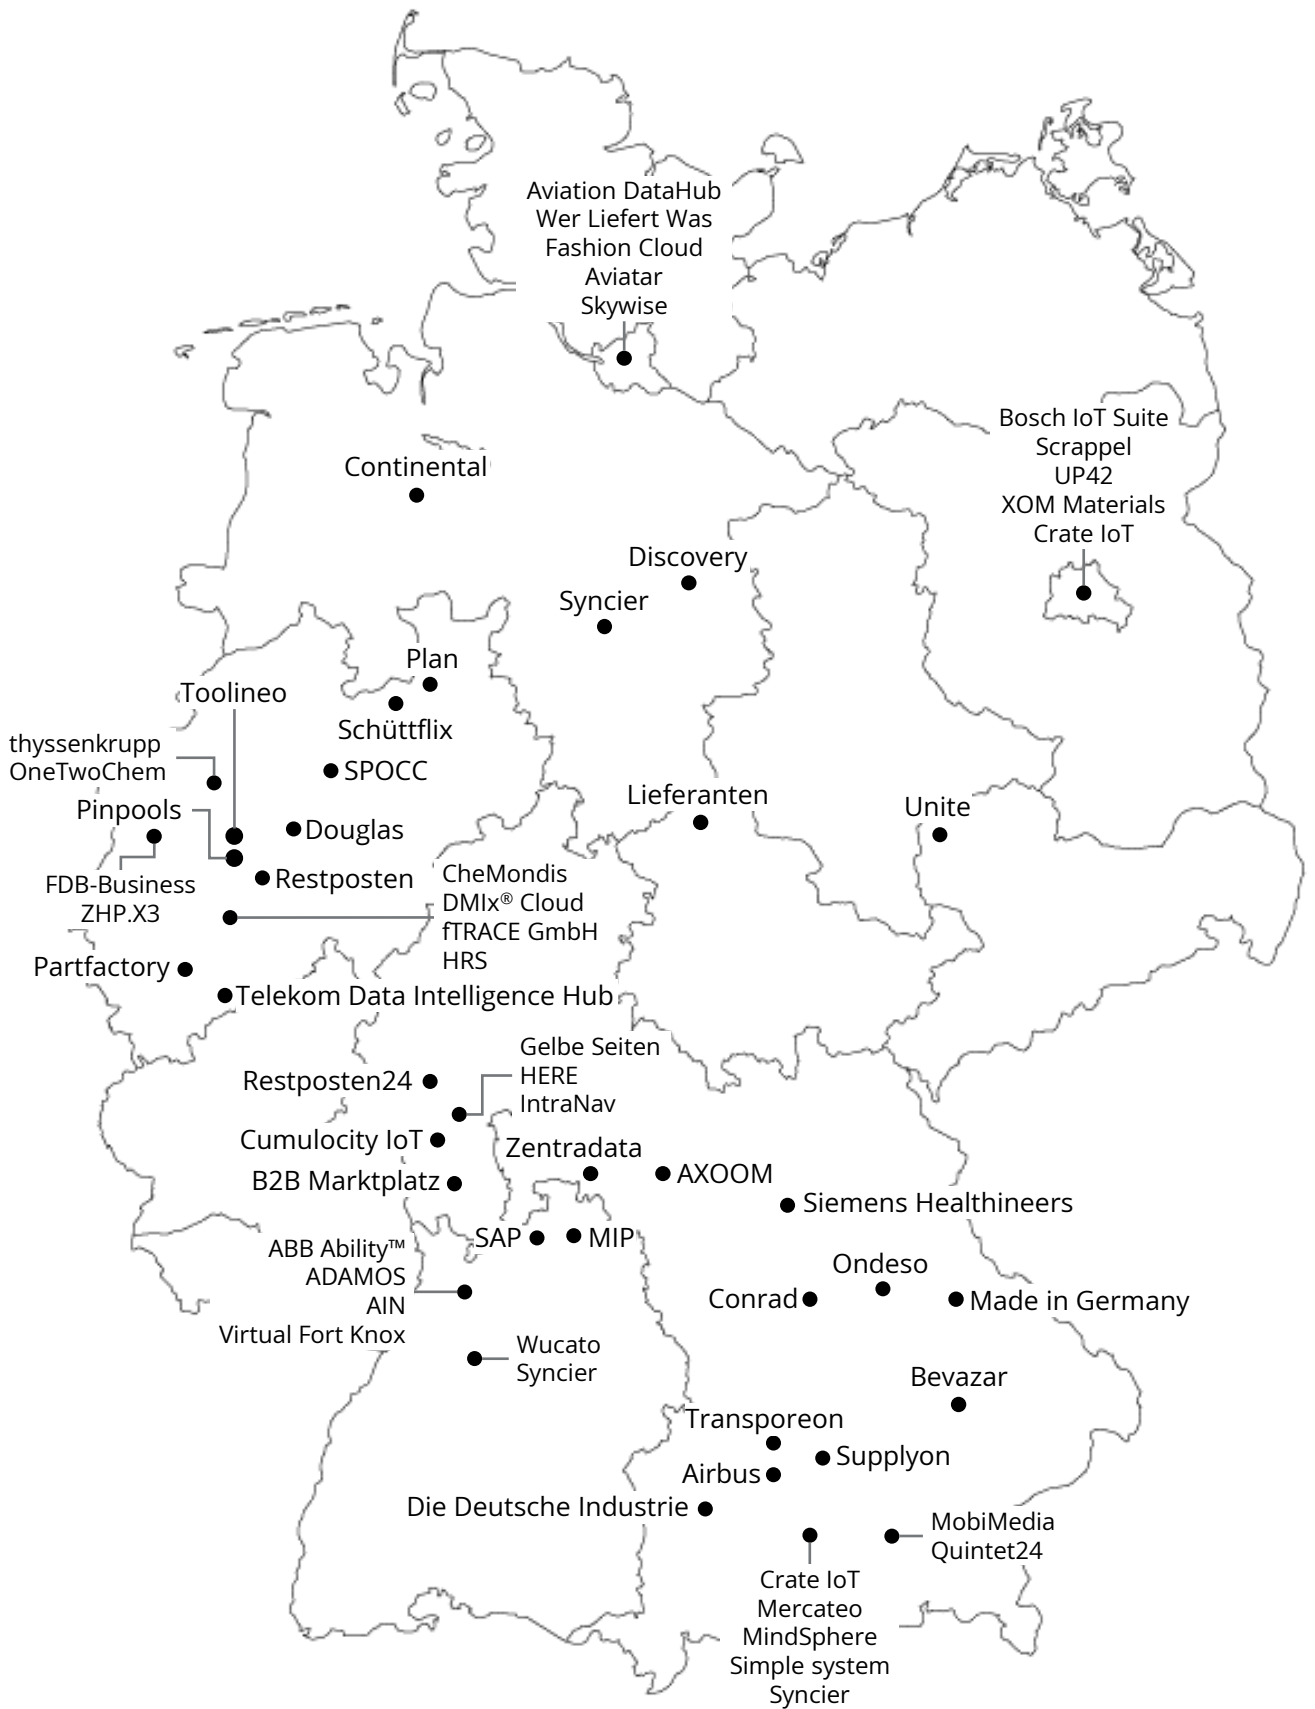 Aviation DataHub
Wer Liefert Was
Fashion Cloud
Aviatar
Skywise
Bosch IoT Suite
Scrappel
UP42
XOM Materials
Crate IoT
Continental
Discovery
Syncier
Plan
Toolineo
Schüttflix
thyssenkrupp
OneTwoChem
SPOCC
Pinpools
Lieferanten
Unite
Douglas
FDB-Business
ZHP.X3
Restposten
CheMondis
DMIx® Cloud
fTRACE GmbH
HRS
Partfactory
Telekom Data Intelligence Hub
Gelbe Seiten
HERE
IntraNav
Restposten24
Cumulocity IoT
Zentradata
B2B Marktplatz
AXOOM
Siemens Healthineers
SAP
MIP
ABB Ability™
ADAMOS
AIN
Virtual Fort Knox
Ondeso
Conrad
Made in Germany
Wucato
Syncier
Bevazar
Transporeon
Supplyon
Airbus
Die Deutsche Industrie
MobiMedia
Quintet24
Crate IoT
Mercateo
MindSphere
Simple system
Syncier